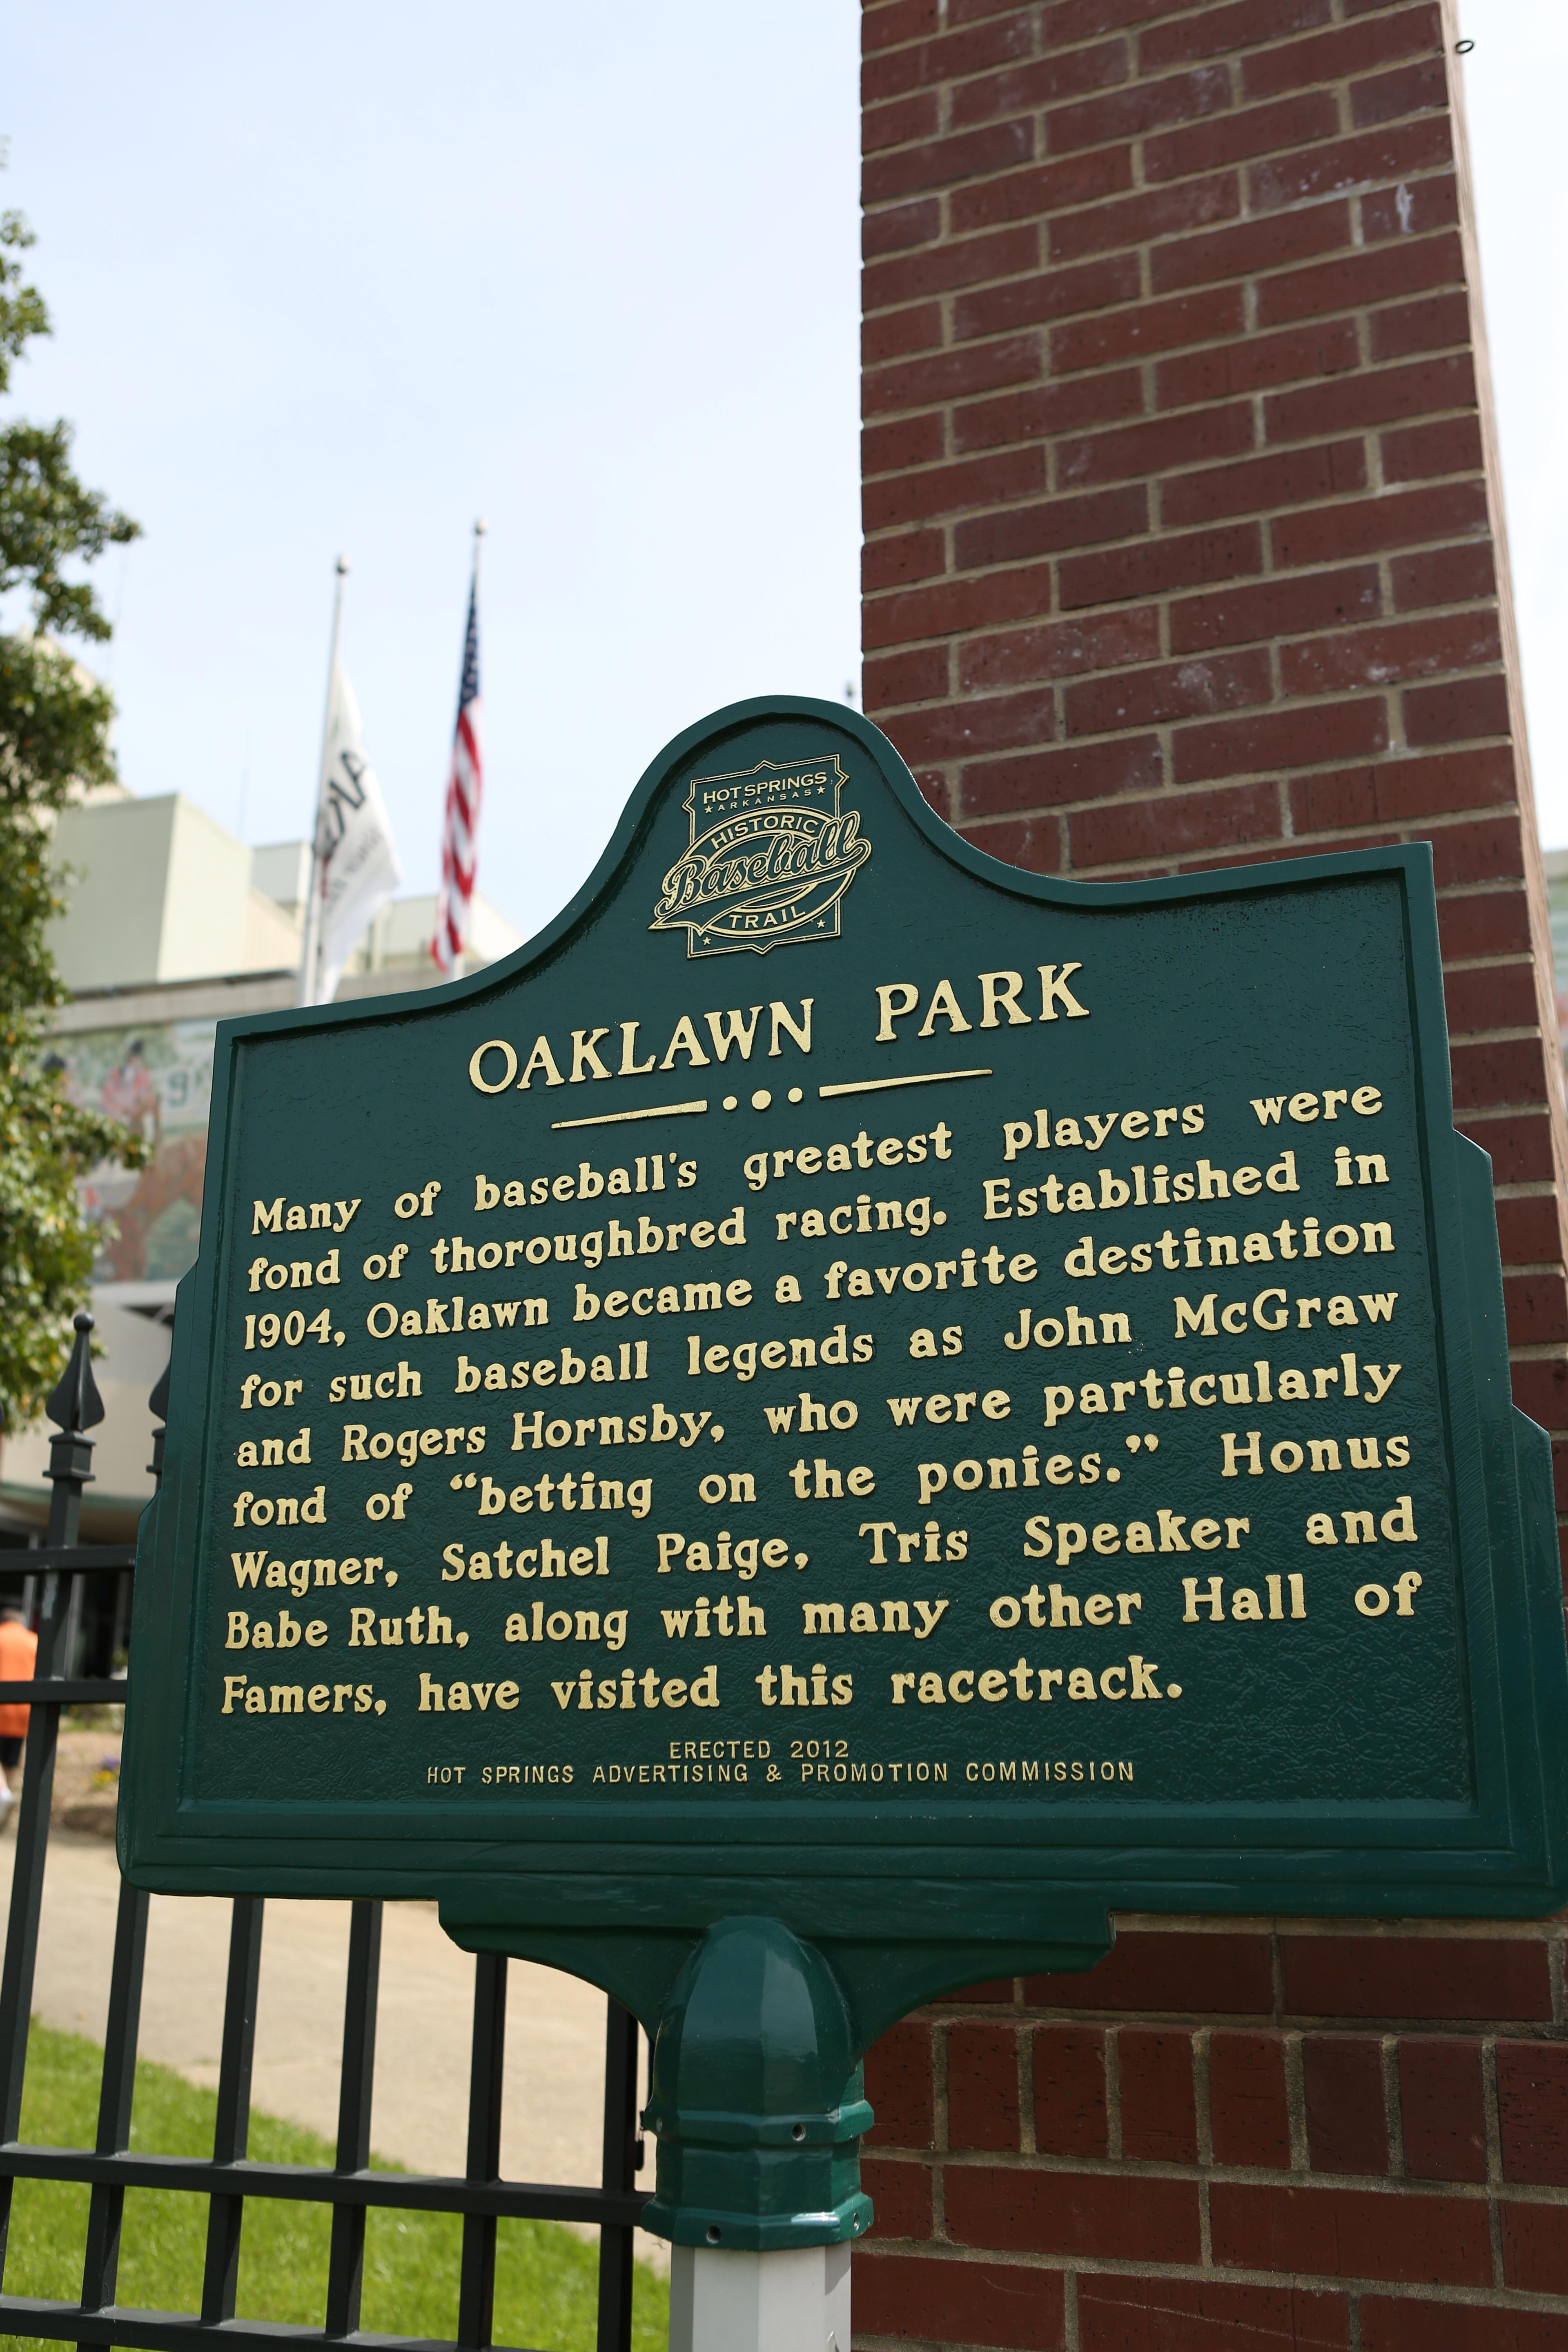 HOT SPRINGS
★ARKANSAS★
HISTORIC
Baseball
TRAIL
OAKLAWN PARK
Many of baseball's greatest players were
fond of thoroughbred racing. Established in
1904, Oaklawn became a favorite destination
for such baseball legends as John McGraw
and Rogers Hornsby, who were particularly
fond of “betting on the ponies.” Honus
Wagner, Satchel Paige, Tris Speaker and
Babe Ruth, along with many other Hall of
Famers, have visited this racetrack.
ERECTED 2012
HOT SPRINGS ADVERTISING & PROMOTION COMMISSION